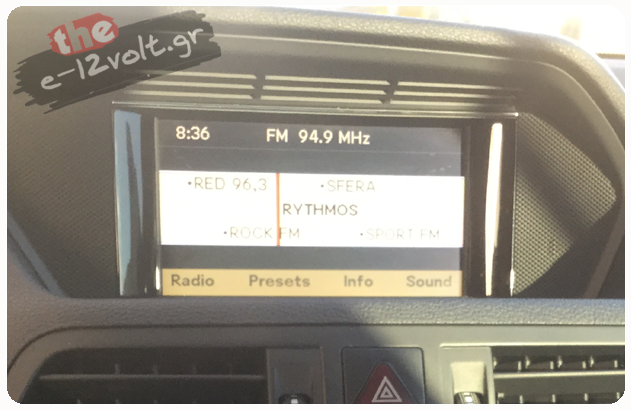 the
e-12volt.gr
8:36 FM 94.9 MHz
•RED 96,3 •SFERA
RYTHMOS
•ROCK FM •SPORT FM
Radio Presets Info Sound